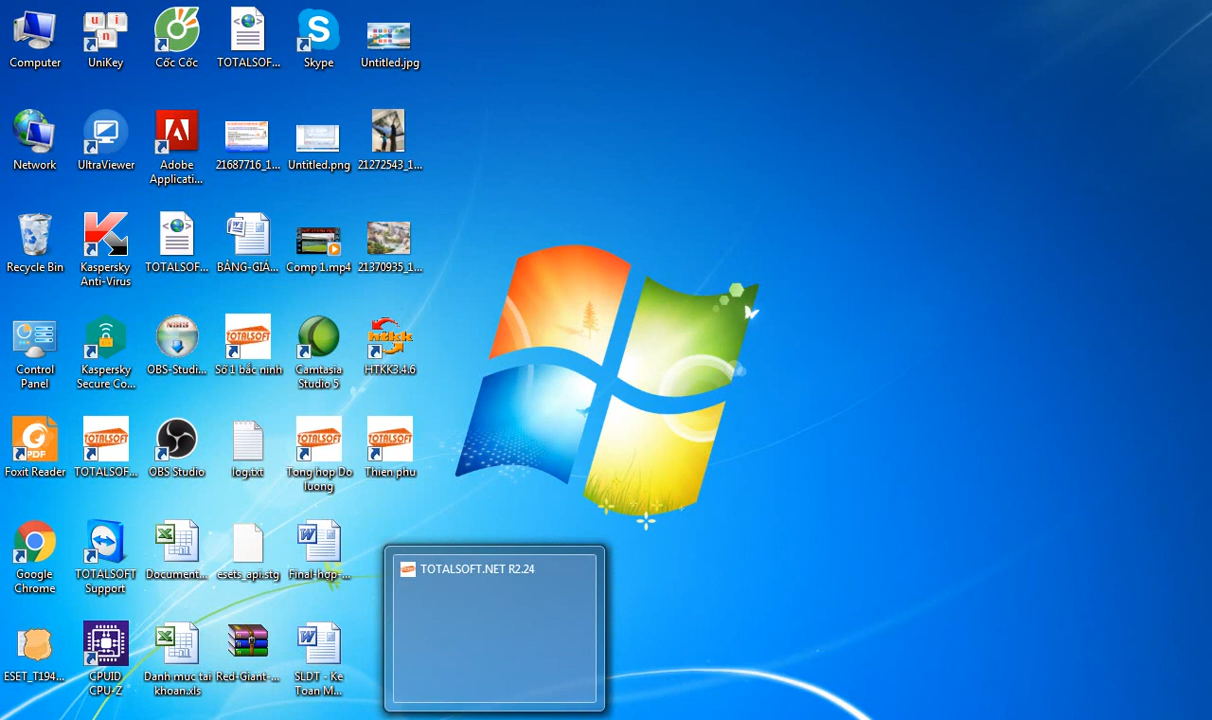 Computer
UniKey
Cốc Cốc
TOTALSOF...
Skype
Untitled.jpg
Network
UltraViewer
Adobe
Applicati...
21687716_1...
Untitled.png
21272543_1...
Recycle Bin
Kaspersky
Anti-Virus
TOTALSOF...
BẢNG-GIÁ...
Comp 1.mp4
21370935_1...
Control
Panel
Kaspersky
Secure Co...
OBS-Studi...
Số 1 bắc ninh
Camtasia
Studio 5
HTKK3.4.6
Foxit Reader
TOTALSOF...
OBS Studio
log.txt
Tong hop Do
luong
Thien phu
Google
Chrome
TOTALSOFT
Support
Document...
esets_api.stg
Final-hop-...
ESET_T194...
CPUID
CPU-Z
Danh muc tai
khoan.xls
Red-Giant-...
SLDT - Ke
Toan M...
TOTALSOFT.NET R2.24